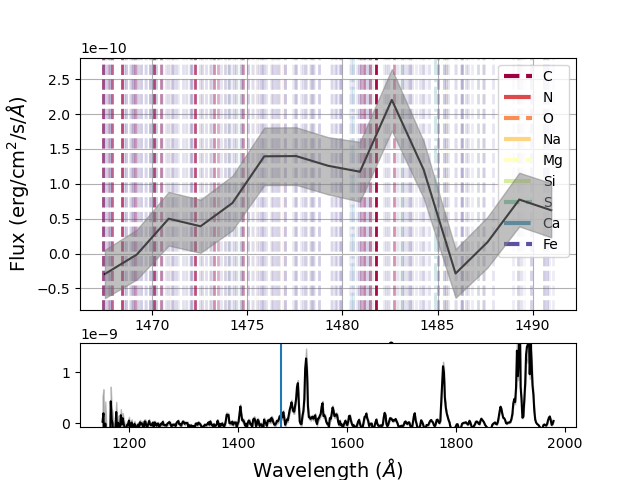 1e−10
Flux (erg/cm²/s/Å)
2.5
2.0
1.5
1.0
0.5
0.0
−0.5
C
N
O
Na
Mg
Si
S
Ca
Fe
1470
1475
1480
1485
1490
1e−9
1
0
1200
1400
1600
1800
2000
Wavelength (Å)